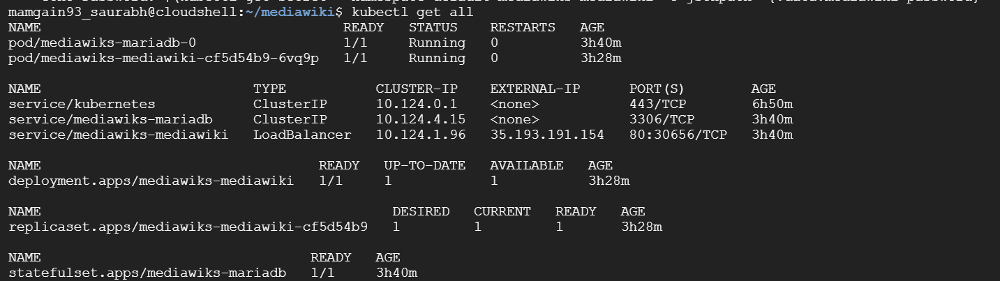 mamgain93_saurabh@cloudshell:~/mediawiki$ kubectl get all
NAME READY STATUS RESTARTS AGE
pod/mediawiks-mariadb-0 1/1 Running 0 3h40m
pod/mediawiks-mediawiki-cf5d54b9-6vq9p 1/1 Running 0 3h28m
NAME TYPE CLUSTER-IP EXTERNAL-IP PORT(S) AGE
service/kubernetes ClusterIP 10.124.0.1 <none> 443/TCP 6h50m
service/mediawiks-mariadb ClusterIP 10.124.4.15 <none> 3306/TCP 3h40m
service/mediawiks-mediawiki LoadBalancer 10.124.1.96 35.193.191.154 80:30656/TCP 3h40m
NAME READY UP-TO-DATE AVAILABLE AGE
deployment.apps/mediawiks-mediawiki 1/1 1 1 3h28m
NAME DESIRED CURRENT READY AGE
replicaset.apps/mediawiks-mediawiki-cf5d54b9 1 1 1 3h28m
NAME READY AGE
statefulset.apps/mediawiks-mariadb 1/1 3h40m